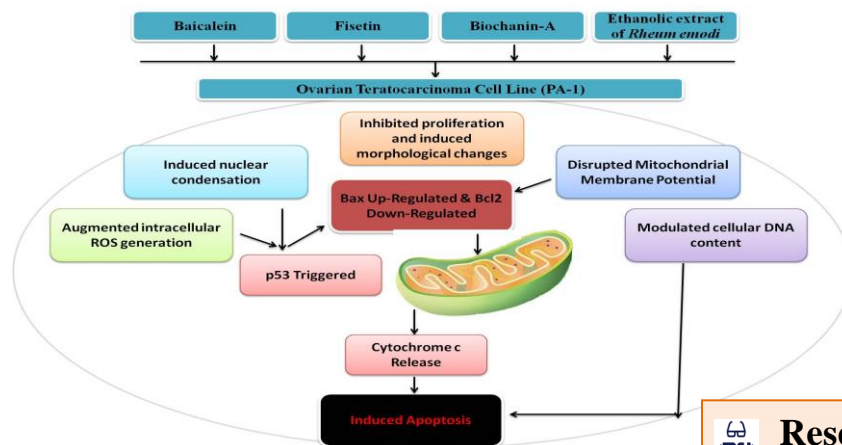 Baicalein
Fisetin
Biochanin-A
Ethanolic extract
of Rheum emodi
Ovarian Teratocarcinoma Cell Line (PA-1)
Inhibited proliferation
and induced
morphological changes
Induced nuclear
condensation
Disrupted Mitochondrial
Membrane Potential
Bax Up-Regulated & Bcl2
Down-Regulated
Augmented intracellular
ROS generation
Modulated cellular DNA
content
p53 Triggered
Cytochrome c
Release
Induced Apoptosis